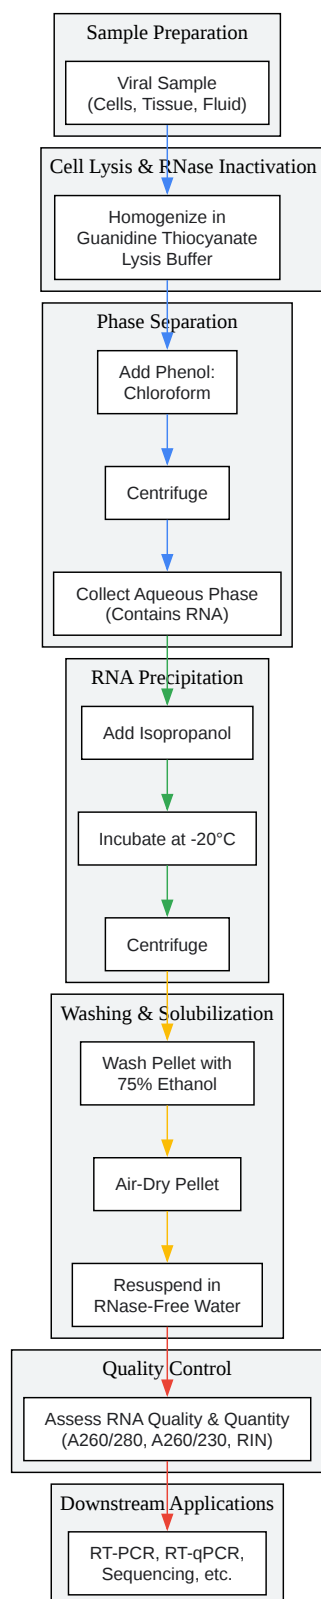 Sample Preparation
Viral Sample
(Cells, Tissue, Fluid)
Cell Lysis & RNase Inactivation
Homogenize in
Guanidine Thiocyanate
Lysis Buffer
Phase Separation
Add Phenol:
Chloroform
Centrifuge
Collect Aqueous Phase
(Contains RNA)
RNA Precipitation
Add Isopropanol
Incubate at -20°C
Centrifuge
Washing & Solubilization
Wash Pellet with
75% Ethanol
Air-Dry Pellet
Resuspend in
RNase-Free Water
Quality Control
Assess RNA Quality & Quantity
(A260/280, A260/230, RIN)
Downstream Applications
RT-PCR, RT-qPCR,
Sequencing, etc.